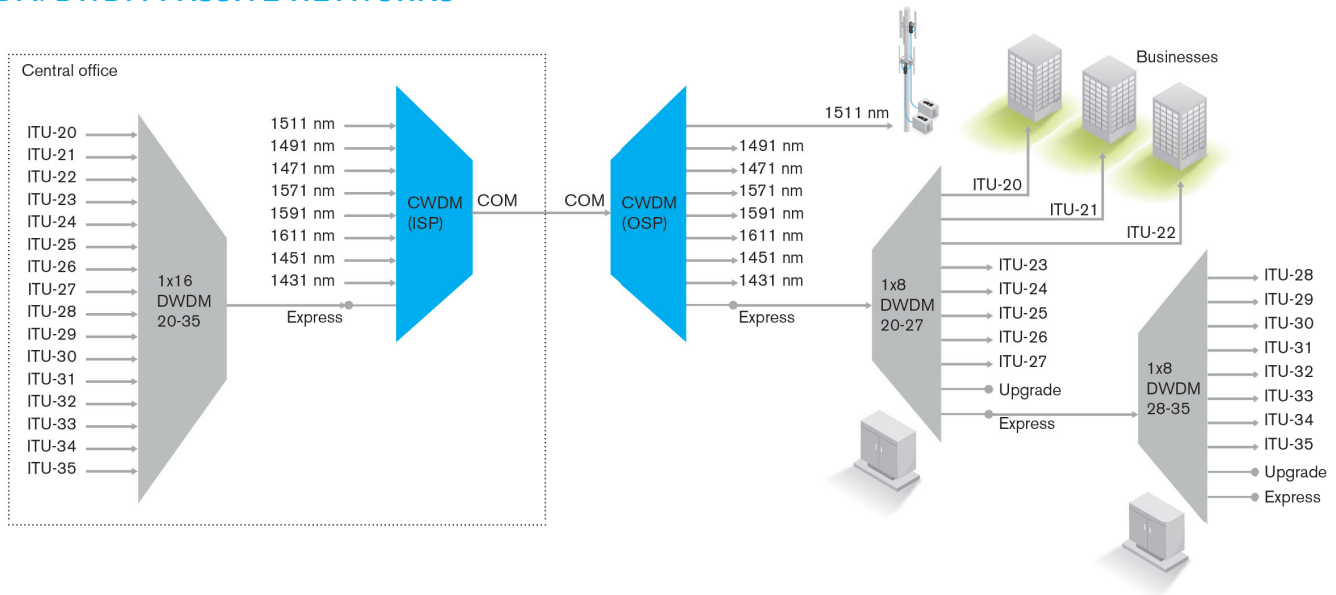 Central office
ITU-20
ITU-21
ITU-22
ITU-23
ITU-24
ITU-25
ITU-26
ITU-27
ITU-28
ITU-29
ITU-30
ITU-31
ITU-32
ITU-33
ITU-34
ITU-35
1x16
DWDM
20-35
1511 nm
1491 nm
1471 nm
1571 nm
1591 nm
1611 nm
1451 nm
1431 nm
Express
CWDM
(ISP)
COM
COM
CWDM
(OSP)
1511 nm
1491 nm
1471 nm
1571 nm
1591 nm
1611 nm
1451 nm
1431 nm
Express
Businesses
1x8
DWDM
20-27
ITU-20
ITU-21
ITU-22
ITU-23
ITU-24
ITU-25
ITU-26
ITU-27
Upgrade
Express
1x8
DWDM
28-35
ITU-28
ITU-29
ITU-30
ITU-31
ITU-32
ITU-33
ITU-34
ITU-35
Upgrade
Express